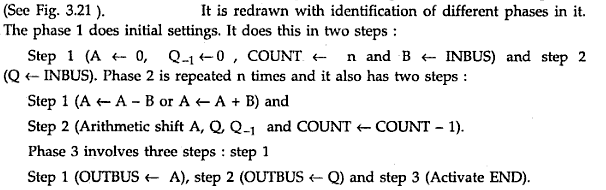 (See Fig. 3.21 ). It is redrawn with identification of different phases in it.
The phase 1 does initial settings. It does this in two steps :
Step 1 (A ← 0, Q₋₁ ← 0 , COUNT ← n and B ← INBUS) and step 2
(Q ← INBUS). Phase 2 is repeated n times and it also has two steps :
Step 1 (A ← A – B or A ← A + B) and
Step 2 (Arithmetic shift A, Q, Q₋₁ and COUNT ← COUNT – 1).
Phase 3 involves three steps : step 1
Step 1 (OUTBUS ← A), step 2 (OUTBUS ← Q) and step 3 (Activate END).